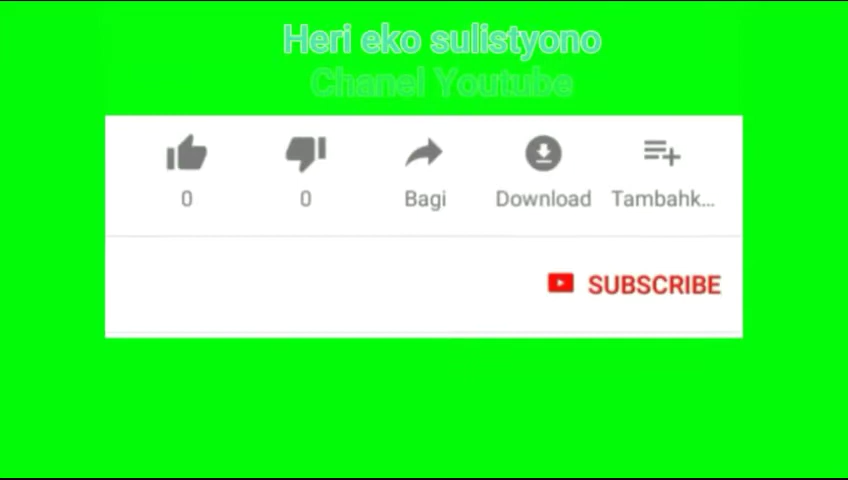 Heri eko sulistyono
Chanel Youtube
0 0 Bagi Download Tambahk...
SUBSCRIBE